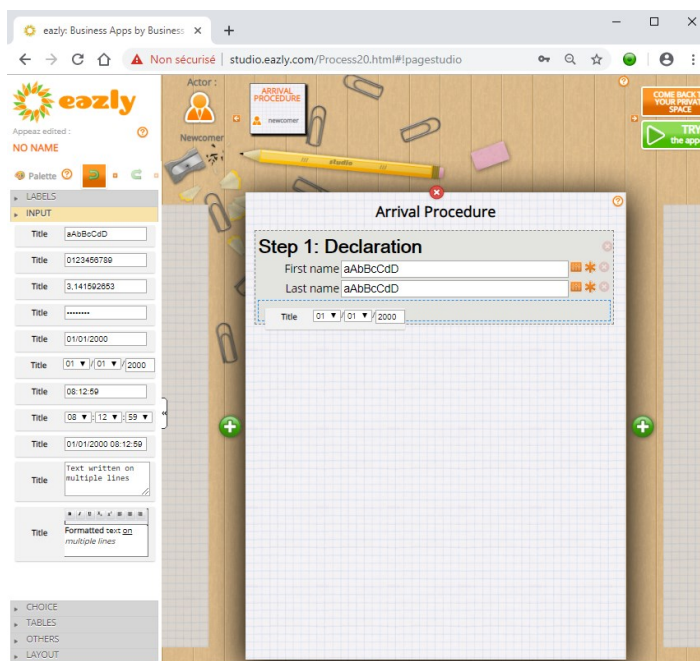 eazly: Business Apps by Business
Non sécurisé | studio.eazly.com/Process20.html#!pagestudio
eazly
Appeaz edited :
NO NAME
Palette
LABELS
INPUT
Title aAbBcCdD
Title 0123456789
Title 3,141592653
Title ••••••••
Title 01/01/2000
Title 01 / 01 / 2000
Title 08:12:59
Title 08 : 12 : 59
Title 01/01/2000 08:12:59
Title Text written on
multiple lines
Title Formatted text on
multiple lines
CHOICE
TABLES
OTHERS
LAYOUT
Actor :
Newcomer
ARRIVAL
PROCEDURE
newcomer
studio
COME BACK T
YOUR PRIVA
SPACE
TRY
the app
Arrival Procedure
Step 1: Declaration
First name aAbBcCdD
Last name aAbBcCdD
Title 01 / 01 / 2000